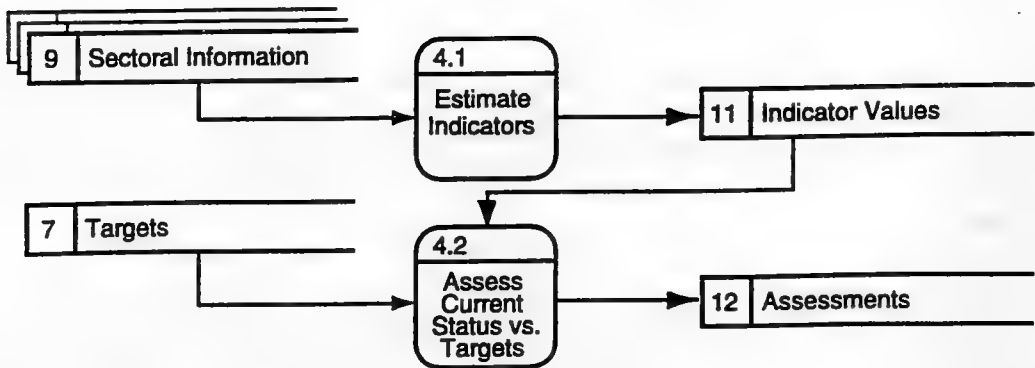 9 Sectoral Information
4.1
Estimate
Indicators
11 Indicator Values
7 Targets
4.2
Assess
Current
Status vs.
Targets
12 Assessments